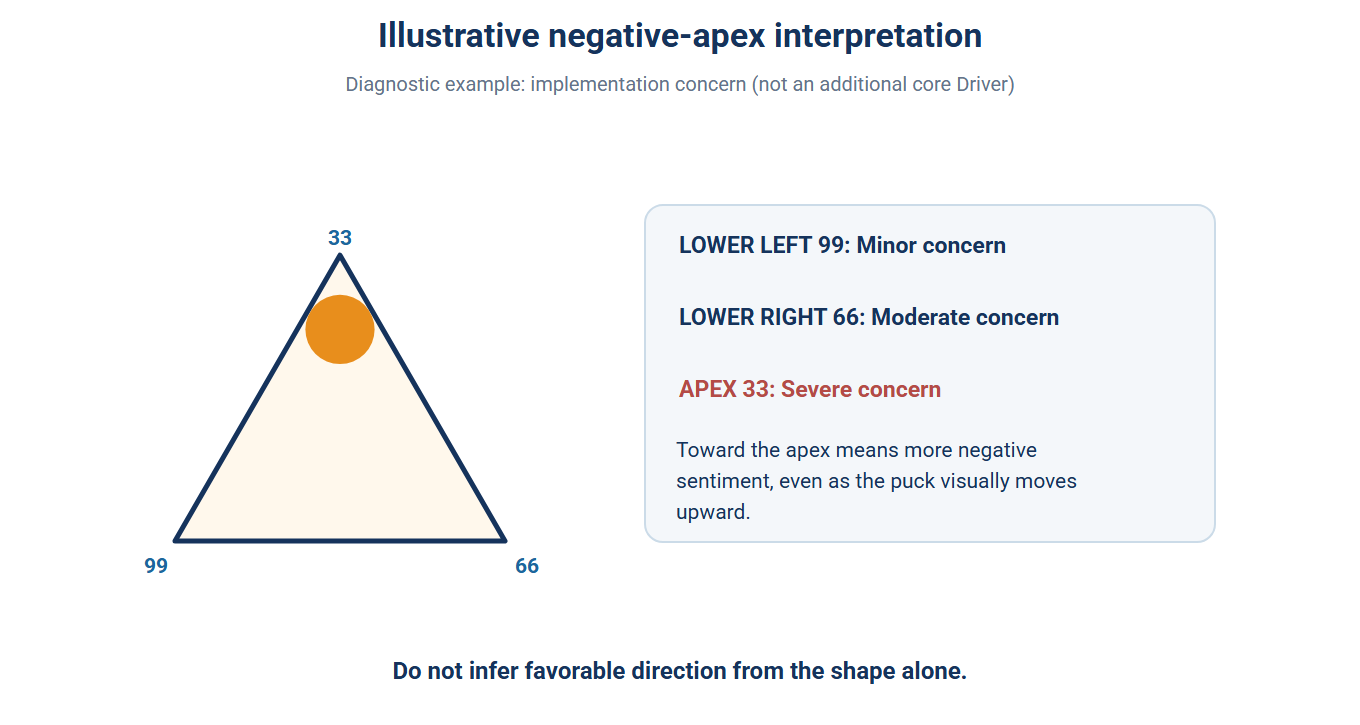 Illustrative negative-apex interpretation
Diagnostic example: implementation concern (not an additional core Driver)
33
99
66
LOWER LEFT 99: Minor concern
LOWER RIGHT 66: Moderate concern
APEX 33: Severe concern
Toward the apex means more negative
sentiment, even as the puck visually moves
upward.
Do not infer favorable direction from the shape alone.